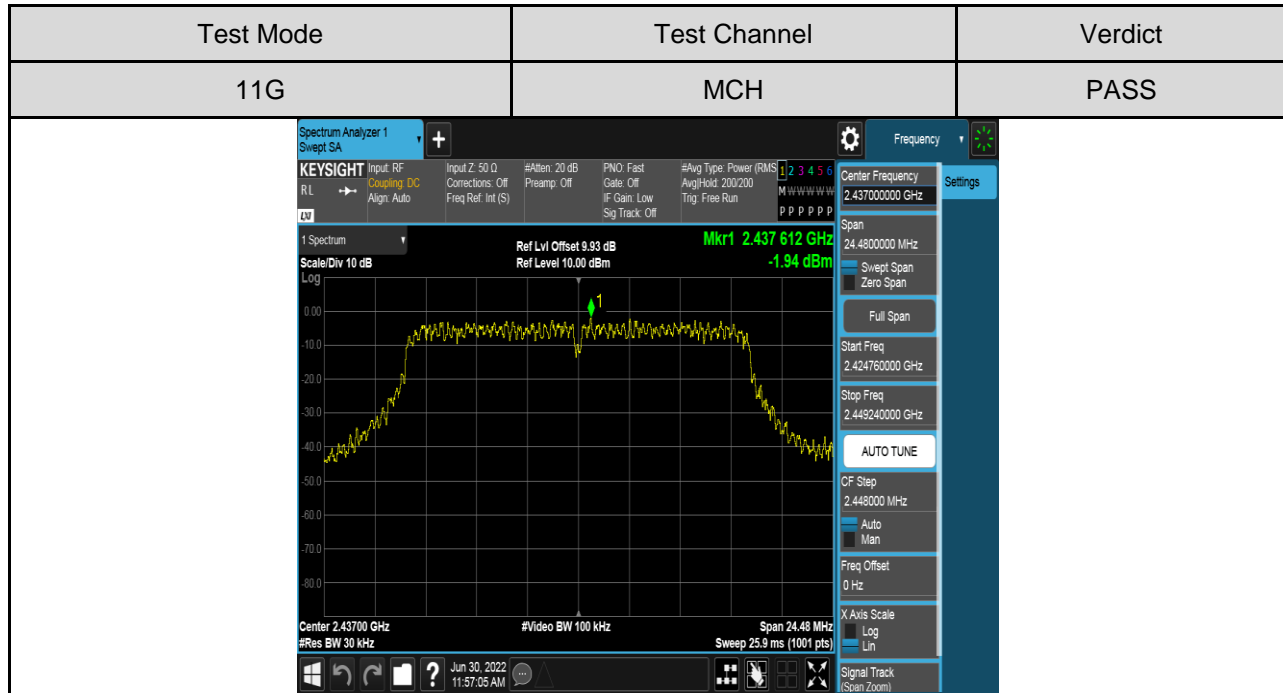 Test Mode Test Channel Verdict
11G MCH PASS
Spectrum Analyzer 1
Swept SA
+
Frequency
KEYSIGHT
RL
LXI
Input: RF
Coupling: DC
Align: Auto
Input Z: 50 Ω
Corrections: Off
Freq Ref: Int (S)
#Atten: 20 dB
Preamp: Off
PNO: Fast
Gate: Off
IF Gain: Low
Sig Track: Off
#Avg Type: Power (RMS
Avg|Hold: 200/200
Trig: Free Run
1 2 3 4 5 6
M W W W W W
P P P P P P
1 Spectrum
Scale/Div 10 dB
Log
Ref Lvl Offset 9.93 dB
Ref Level 10.00 dBm
Mkr1 2.437 612 GHz
-1.94 dBm
1
0.00
-10.0
-20.0
-30.0
-40.0
-50.0
-60.0
-70.0
-80.0
Center 2.43700 GHz
#Res BW 30 kHz
#Video BW 100 kHz
Span 24.48 MHz
Sweep 25.9 ms (1001 pts)
?
Jun 30, 2022
11:57:05 AM
Center Frequency
2.437000000 GHz
Settings
Span
24.4800000 MHz
Swept Span
Zero Span
Full Span
Start Freq
2.424760000 GHz
Stop Freq
2.449240000 GHz
AUTO TUNE
CF Step
2.448000 MHz
Auto
Man
Freq Offset
0 Hz
X Axis Scale
Log
Lin
Signal Track
(Span Zoom)